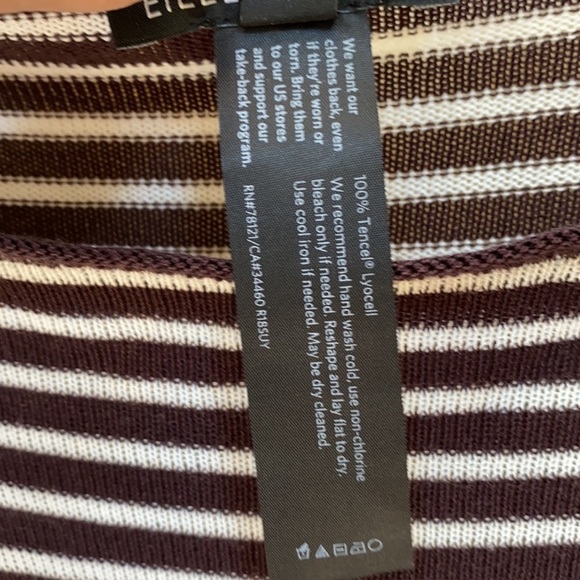 We want our
clothes back, even
if they're worn or
torn. Bring them
to our US stores
and support our
take-back program.
100% Tencel® Lyocell
We recommend hand wash cold, use non-chlorine
bleach only if needed. Reshape and lay flat to dry.
Use cool iron if needed. May be dry cleaned.
RN#78121/CA#34460 R18SUY